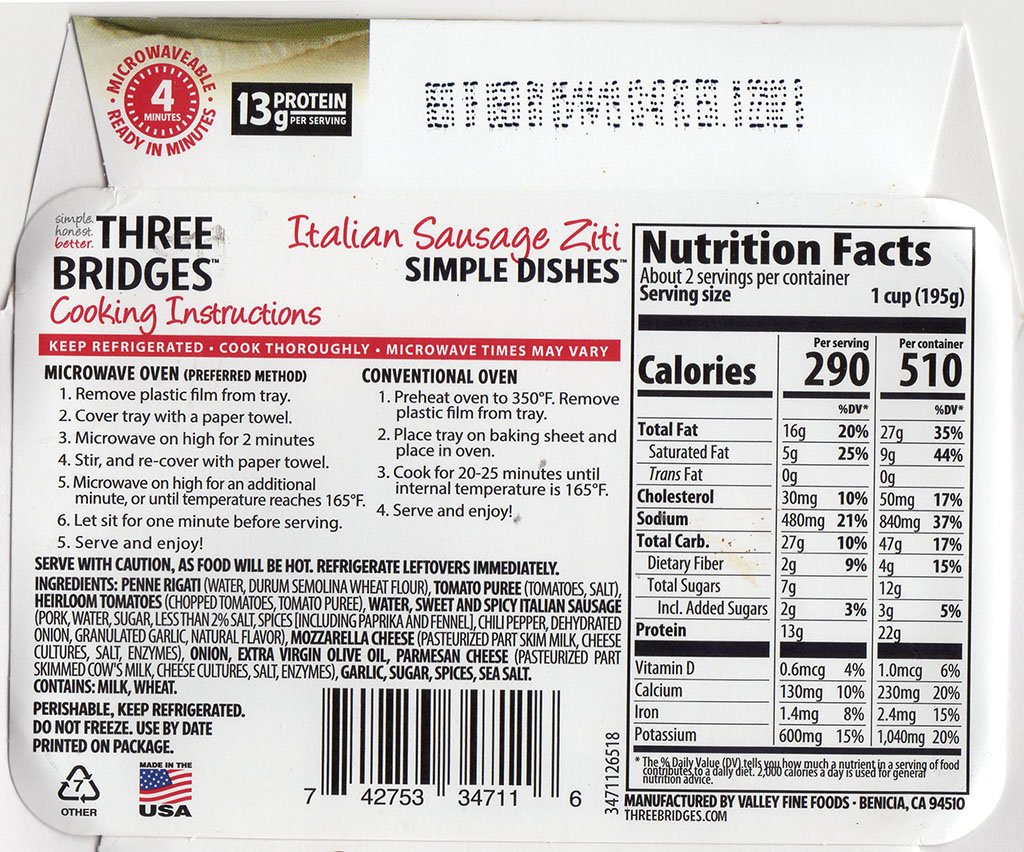 MICROWAVEABLE
4
MINUTES
READY IN MINUTES
13g PROTEIN
PER SERVING
simple.
honest.
better.
THREE
BRIDGES™
Cooking Instructions
Italian Sausage Ziti
SIMPLE DISHES™
KEEP REFRIGERATED • COOK THOROUGHLY • MICROWAVE TIMES MAY VARY
MICROWAVE OVEN (PREFERRED METHOD)
1. Remove plastic film from tray.
2. Cover tray with a paper towel.
3. Microwave on high for 2 minutes
4. Stir, and re-cover with paper towel.
5. Microwave on high for an additional
minute, or until temperature reaches 165°F.
6. Let sit for one minute before serving.
5. Serve and enjoy!
CONVENTIONAL OVEN
1. Preheat oven to 350°F. Remove
plastic film from tray.
2. Place tray on baking sheet and
place in oven.
3. Cook for 20-25 minutes until
internal temperature is 165°F.
4. Serve and enjoy!
SERVE WITH CAUTION, AS FOOD WILL BE HOT. REFRIGERATE LEFTOVERS IMMEDIATELY.
INGREDIENTS: PENNE RIGATI (WATER, DURUM SEMOLINA WHEAT FLOUR), TOMATO PUREE (TOMATOES, SALT),
HEIRLOOM TOMATOES (CHOPPED TOMATOES, TOMATO PUREE), WATER, SWEET AND SPICY ITALIAN SAUSAGE
(PORK, WATER, SUGAR, LESS THAN 2% SALT, SPICES [INCLUDING PAPRIKA AND FENNEL], CHILI PEPPER, DEHYDRATED
ONION, GRANULATED GARLIC, NATURAL FLAVOR), MOZZARELLA CHEESE (PASTEURIZED PART SKIM MILK, CHEESE
CULTURES, SALT, ENZYMES), ONION, EXTRA VIRGIN OLIVE OIL, PARMESAN CHEESE (PASTEURIZED PART
SKIMMED COW'S MILK, CHEESE CULTURES, SALT, ENZYMES), GARLIC, SUGAR, SPICES, SEA SALT.
CONTAINS: MILK, WHEAT.
PERISHABLE, KEEP REFRIGERATED.
DO NOT FREEZE. USE BY DATE
PRINTED ON PACKAGE.
7
OTHER
MADE IN THE
USA
7 42753 34711 6
3471126518
Nutrition Facts
About 2 servings per container
Serving size 1 cup (195g)
Per serving Per container
Calories 290 510
%DV* %DV*
Total Fat 16g 20% 27g 35%
Saturated Fat 5g 25% 9g 44%
Trans Fat 0g 0g
Cholesterol 30mg 10% 50mg 17%
Sodium 480mg 21% 840mg 37%
Total Carb. 27g 10% 47g 17%
Dietary Fiber 2g 9% 4g 15%
Total Sugars 7g 12g
Incl. Added Sugars 2g 3% 3g 5%
Protein 13g 22g
Vitamin D 0.6mcg 4% 1.0mcg 6%
Calcium 130mg 10% 230mg 20%
Iron 1.4mg 8% 2.4mg 15%
Potassium 600mg 15% 1,040mg 20%
* The % Daily Value (DV) tells you how much a nutrient in a serving of food
contributes to a daily diet. 2,000 calories a day is used for general
nutrition advice.
MANUFACTURED BY VALLEY FINE FOODS • BENICIA, CA 94510
THREEBRIDGES.COM